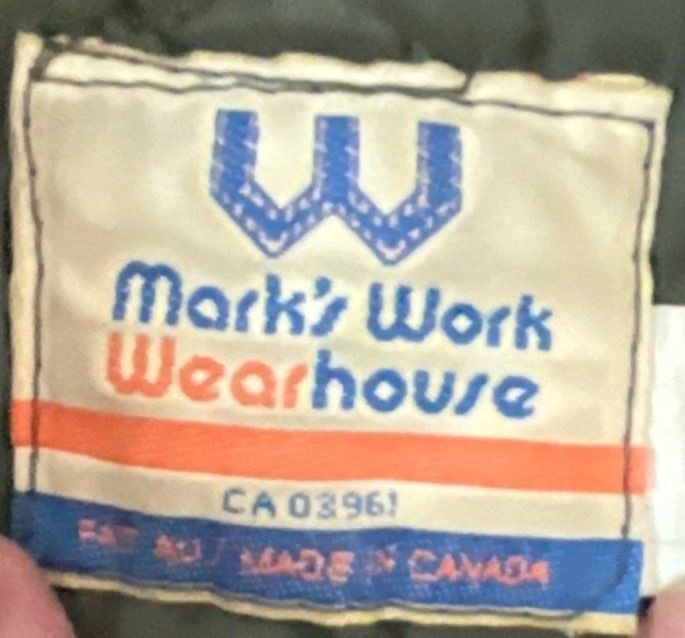 W
Mark's Work
Wearhouse
CA 03961
MADE IN CANADA